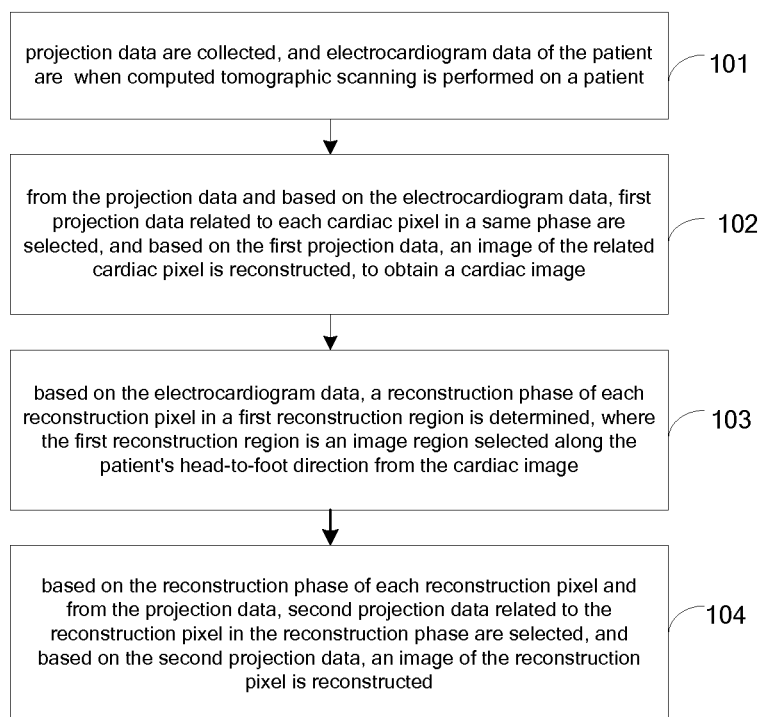 projection data are collected, and electrocardiogram data of the patient
are  when computed tomographic scanning is performed on a patient
101
from the projection data and based on the electrocardiogram data, first
projection data related to each cardiac pixel in a same phase are
selected, and based on the first projection data, an image of the related
cardiac pixel is reconstructed, to obtain a cardiac image
102
based on the electrocardiogram data, a reconstruction phase of each
reconstruction pixel in a first reconstruction region is determined, where
the first reconstruction region is an image region selected along the
patient's head-to-foot direction from the cardiac image
103
based on the reconstruction phase of each reconstruction pixel and
from the projection data, second projection data related to the
reconstruction pixel in the reconstruction phase are selected, and
based on the second projection data, an image of the reconstruction
pixel is reconstructed
104